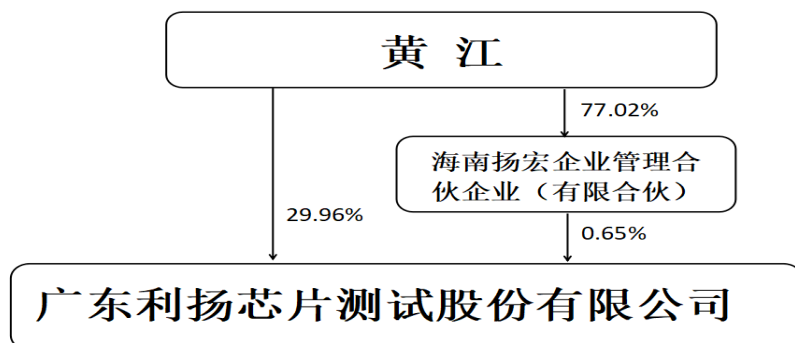 黄 江
77.02%
海南扬宏企业管理合
伙企业（有限合伙）
29.96%
0.65%
广东利扬芯片测试股份有限公司